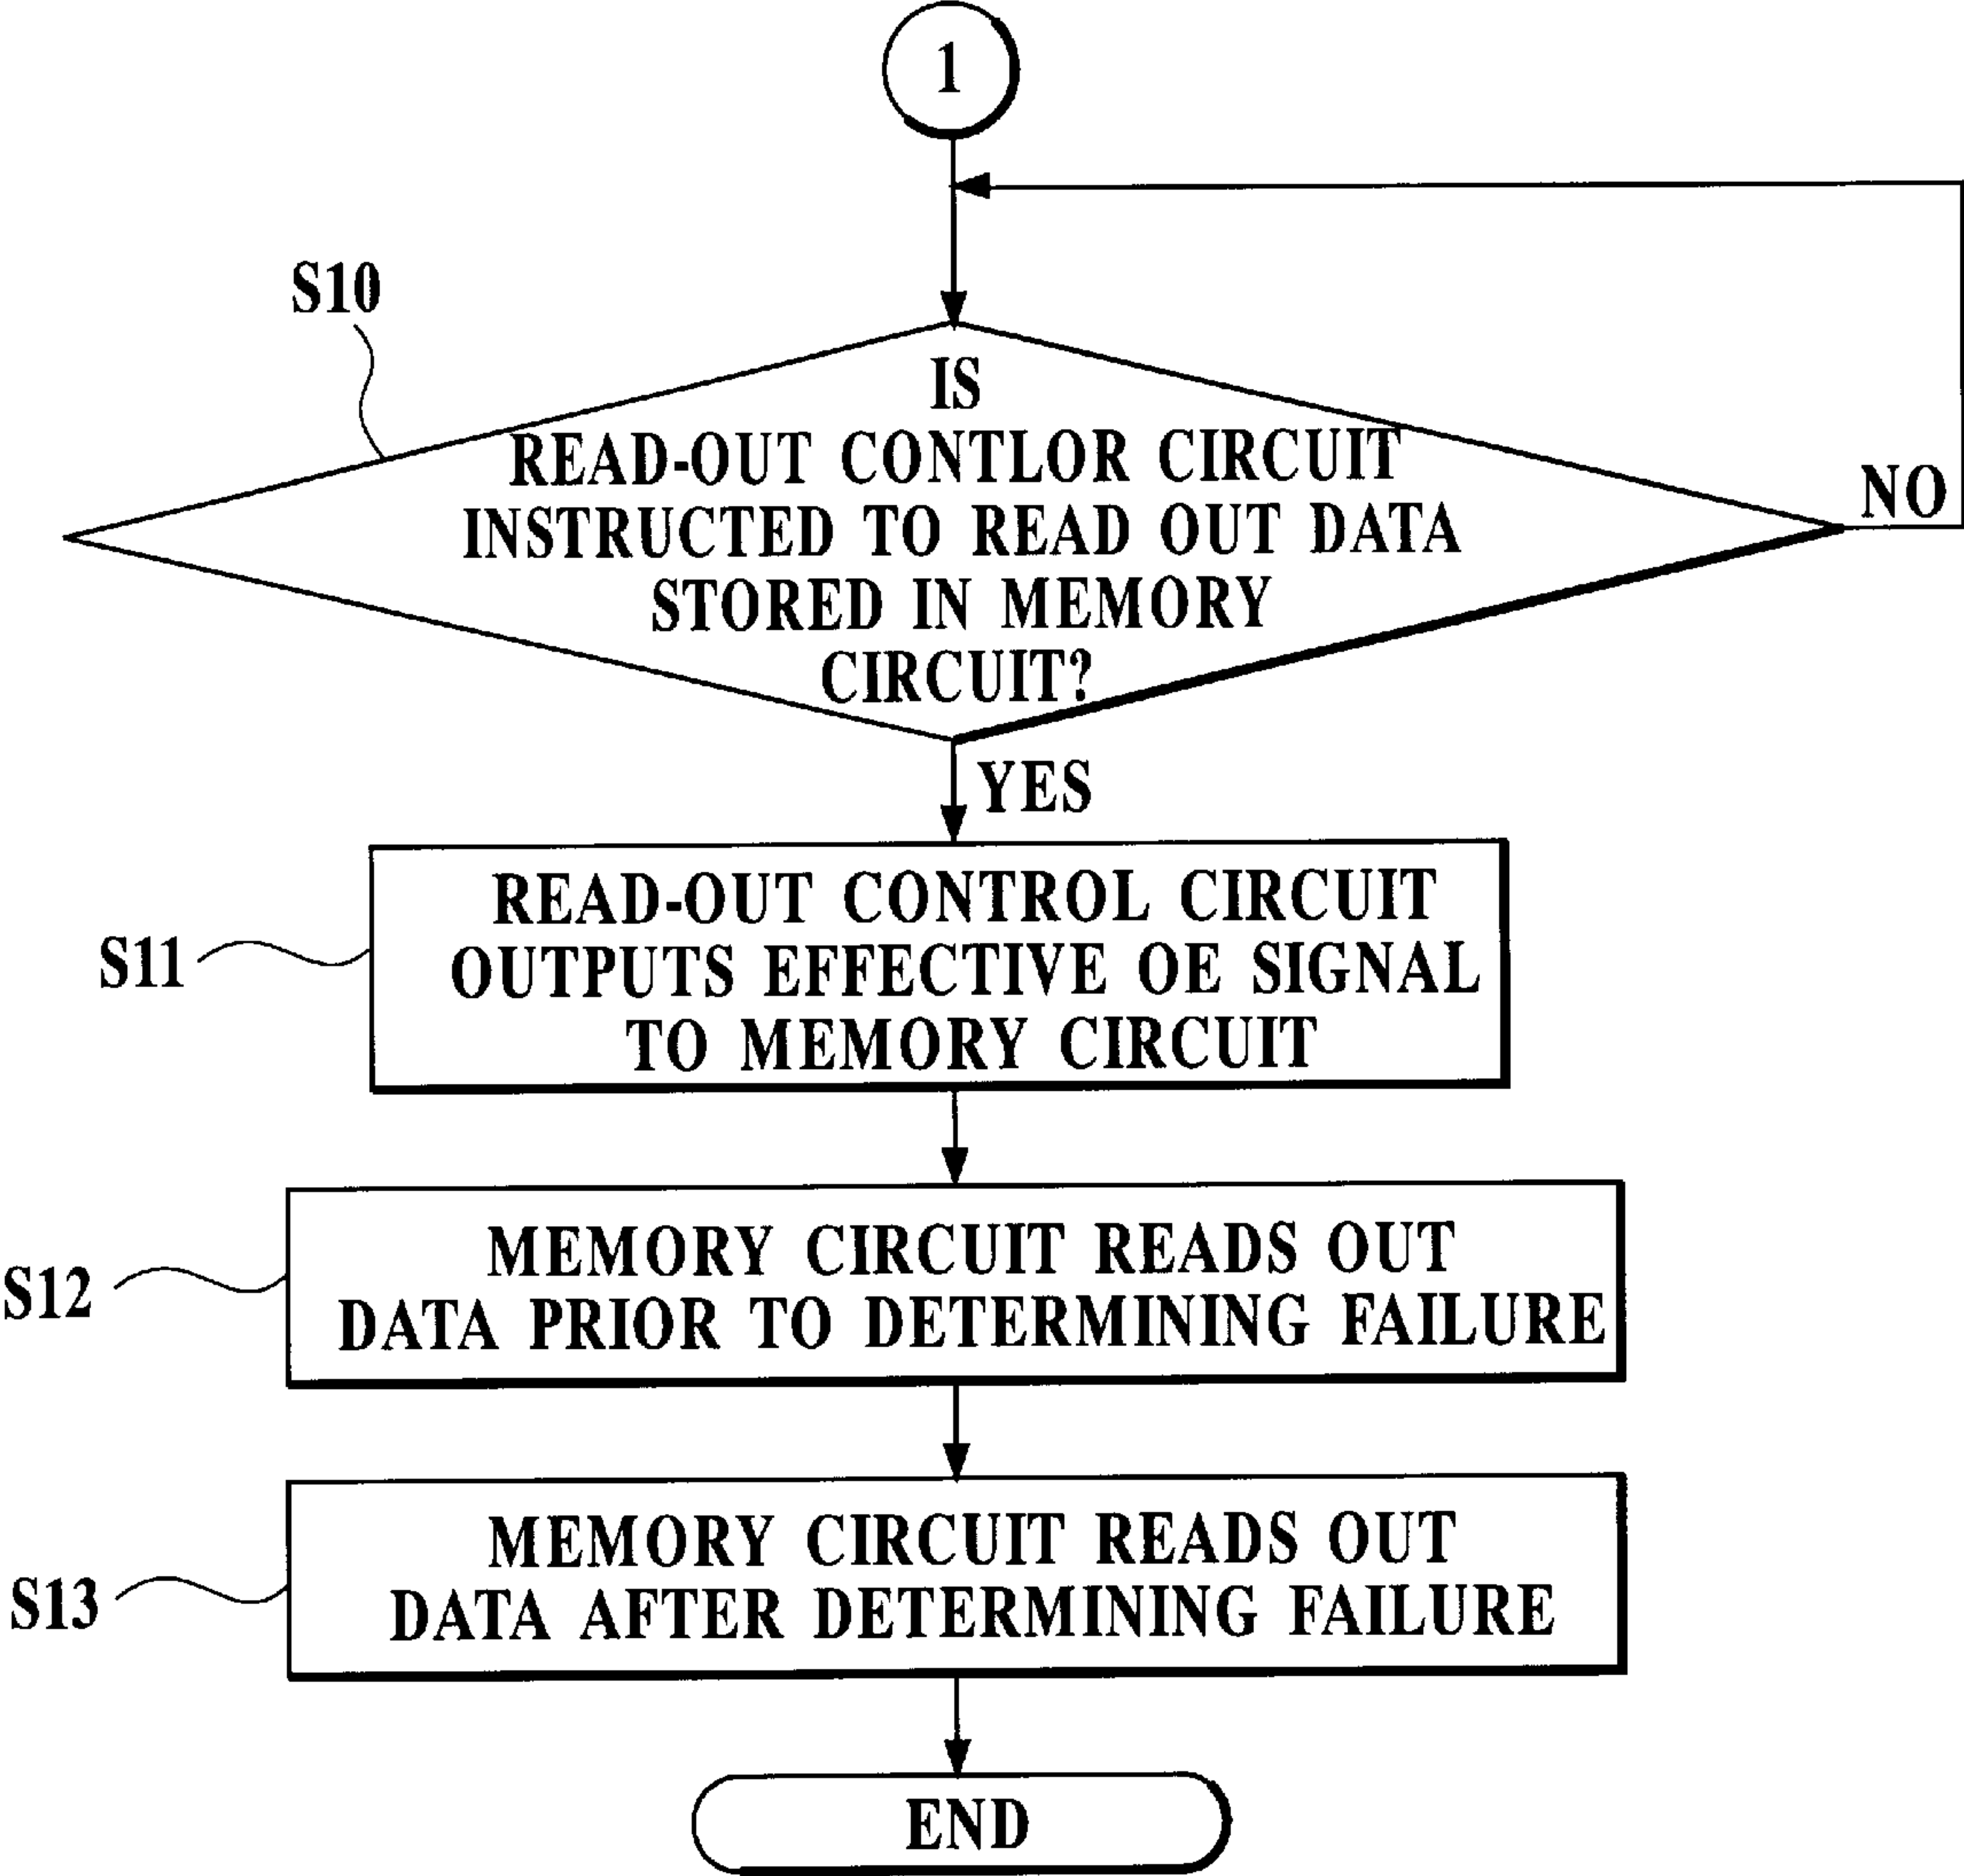 1
S10
IS
READ-OUT CONTLOR CIRCUIT
INSTRUCTED TO READ OUT DATA
STORED IN MEMORY
CIRCUIT?
NO
YES
S11
READ-OUT CONTROL CIRCUIT
OUTPUTS EFFECTIVE OE SIGNAL
TO MEMORY CIRCUIT
S12
MEMORY CIRCUIT READS OUT
DATA PRIOR TO DETERMINING FAILURE
S13
MEMORY CIRCUIT READS OUT
DATA AFTER DETERMINING FAILURE
END